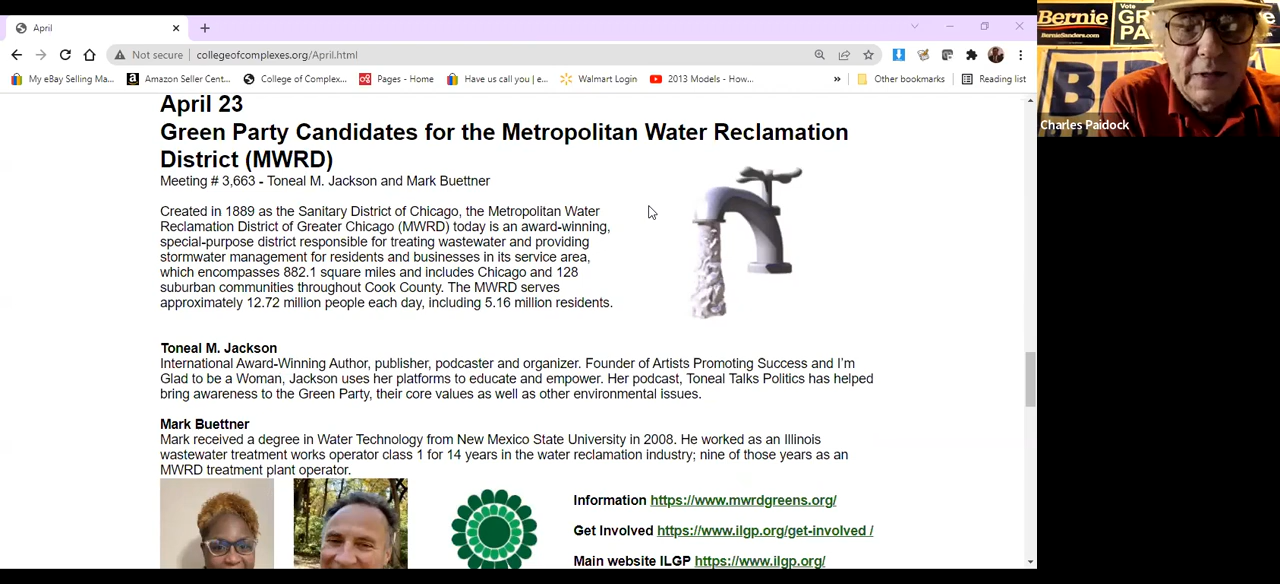 April
Not secure
collegeofcomplexes.org/April.html
My eBay Selling Ma...
Amazon Seller Cent...
College of Complex...
Pages - Home
Have us call you | e...
Walmart Login
2013 Models - How...
»
Other bookmarks
Reading list
April 23
Green Party Candidates for the Metropolitan Water Reclamation
District (MWRD)
Meeting # 3,663 - Toneal M. Jackson and Mark Buettner
Created in 1889 as the Sanitary District of Chicago, the Metropolitan Water
Reclamation District of Greater Chicago (MWRD) today is an award-winning,
special-purpose district responsible for treating wastewater and providing
stormwater management for residents and businesses in its service area,
which encompasses 882.1 square miles and includes Chicago and 128
suburban communities throughout Cook County. The MWRD serves
approximately 12.72 million people each day, including 5.16 million residents.
Toneal M. Jackson
International Award-Winning Author, publisher, podcaster and organizer. Founder of Artists Promoting Success and I'm
Glad to be a Woman, Jackson uses her platforms to educate and empower. Her podcast, Toneal Talks Politics has helped
bring awareness to the Green Party, their core values as well as other environmental issues.
Mark Buettner
Mark received a degree in Water Technology from New Mexico State University in 2008. He worked as an Illinois
wastewater treatment works operator class 1 for 14 years in the water reclamation industry; nine of those years as an
MWRD treatment plant operator.
Information https://www.mwrdgreens.org/
Get Involved https://www.ilgp.org/get-involved /
Main website ILGP https://www.ilgp.org/
Bernie
BernieSanders.com
Vote
GR
PA
BI
Charles Paidock